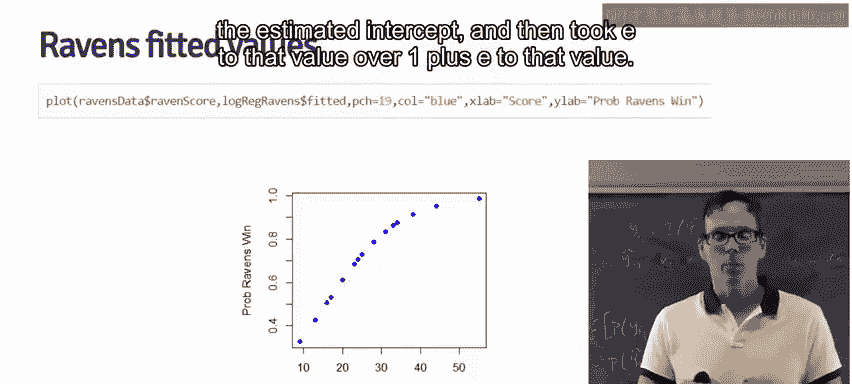 the estimated intercept, and then took e
to that value over 1 plus e to that value.
Ravens fitted values
plot(ravensData$ravenScore,logRegRavens$fitted,pch=19,col="blue",xlab="Score",ylab="Prob Ravens Win")
Prob Ravens Win
1.0
0.8
0.6
0.4
10 20 30 40 50